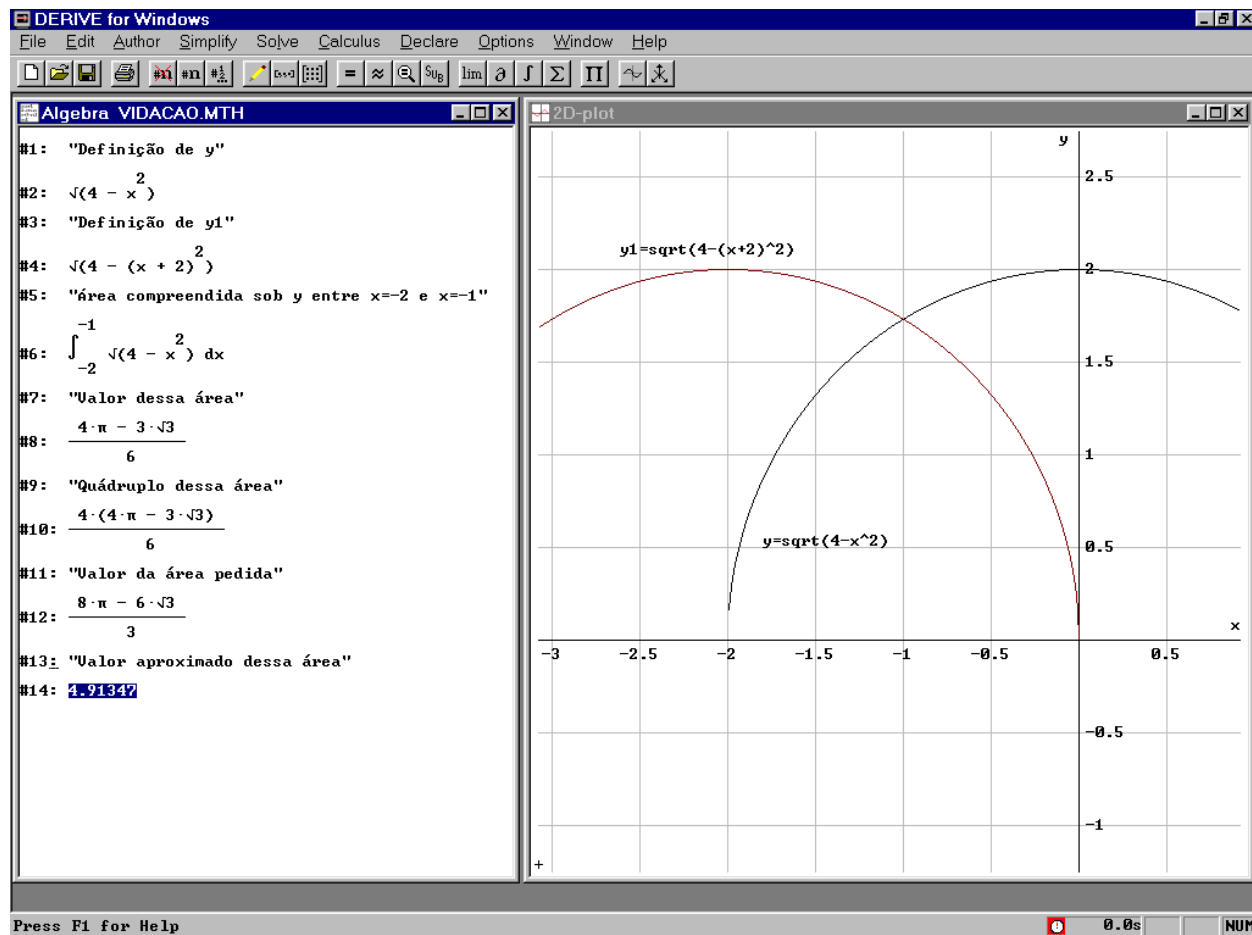 DERIVE for Windows
File Edit Author Simplify Solve Calculus Declare Options Window Help
#n #n #½ = ≈ SUB lim ∂ ∫ Σ Π
Algebra VIDACAO.MTH
#1: "Definição de y"
#2: √(4 - x^2)
#3: "Definição de y1"
#4: √(4 - (x + 2)^2)
#5: "Área compreendida sob y entre x=-2 e x=-1"
-1
#6: ∫ √(4 - x^2) dx
-2
#7: "Valor dessa área"
4·π - 3·√3
#8:
6
#9: "Quádruplo dessa área"
4·(4·π - 3·√3)
#10:
6
#11: "Valor da área pedida"
8·π - 6·√3
#12:
3
#13: "Valor aproximado dessa área"
#14: 4.91347
2D-plot
y
2.5
y1=sqrt(4-(x+2)^2)
2
1.5
1
y=sqrt(4-x^2)
0.5
x
-3 -2.5 -2 -1.5 -1 -0.5 0.5
-0.5
-1
+
Press F1 for Help
0.0s
NUM